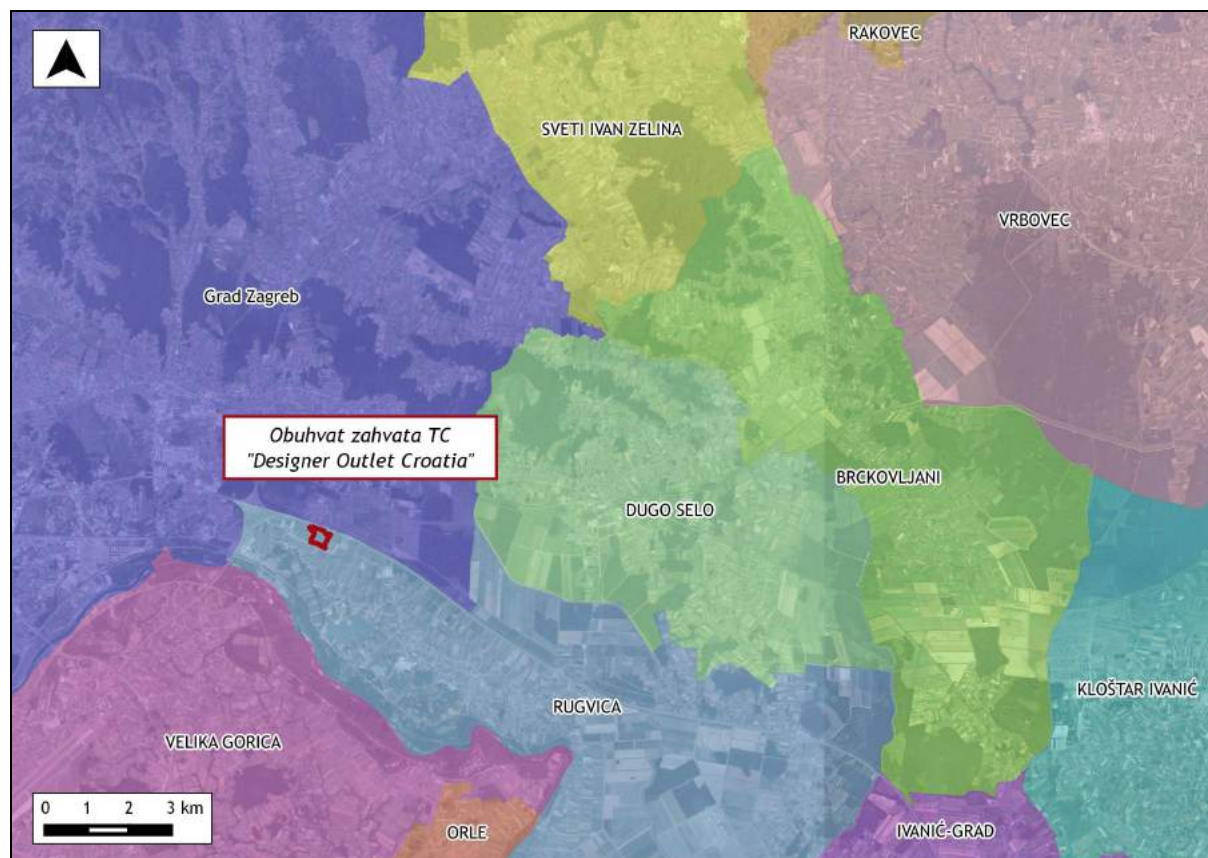 RAKOVEC
SVETI IVAN ZELINA
VRBOVEC
Grad Zagreb
Obuhvat zahvata TC
"Designer Outlet Croatia"
BRCKOVLJANI
DUGO SELO
KLOŠTAR IVANIĆ
RUGVICA
VELIKA GORICA
0 1 2 3 km
ORLE
IVANIĆ-GRAD